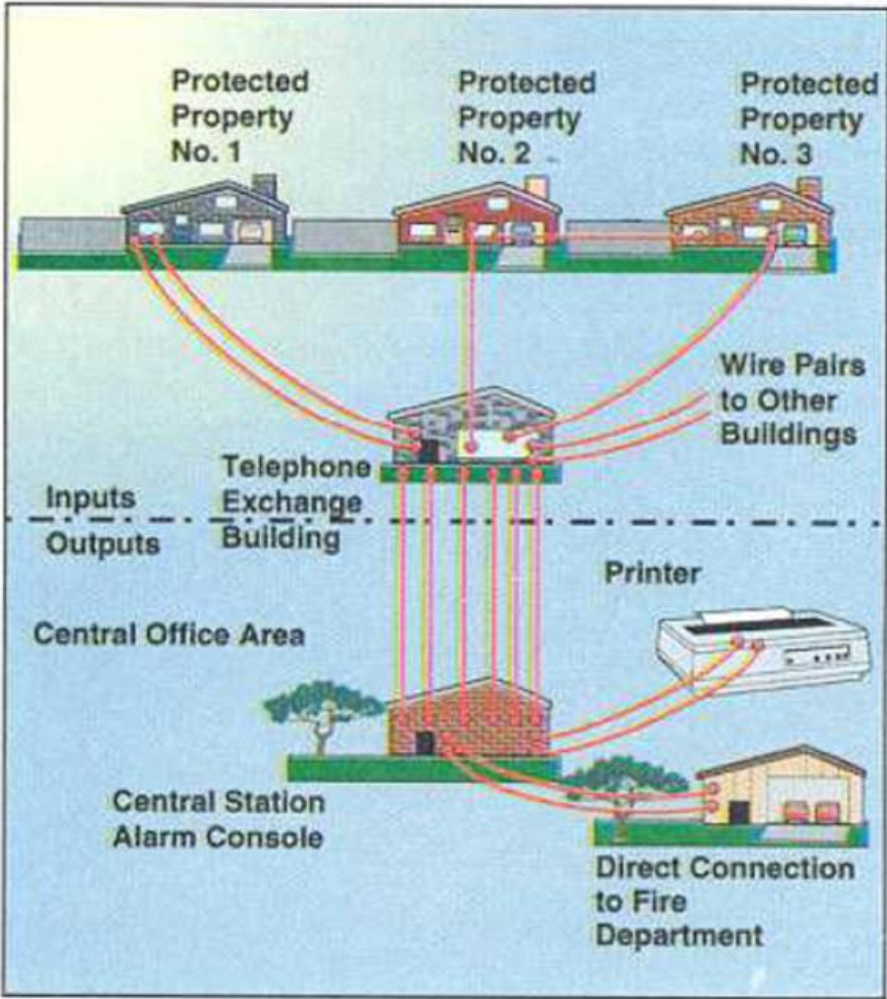 Protected
Property
No. 1
Protected
Property
No. 2
Protected
Property
No. 3
Wire Pairs
to Other
Buildings
Telephone
Exchange
Building
Inputs
Outputs
Printer
Central Office Area
Central Station
Alarm Console
Direct Connection
to Fire
Department